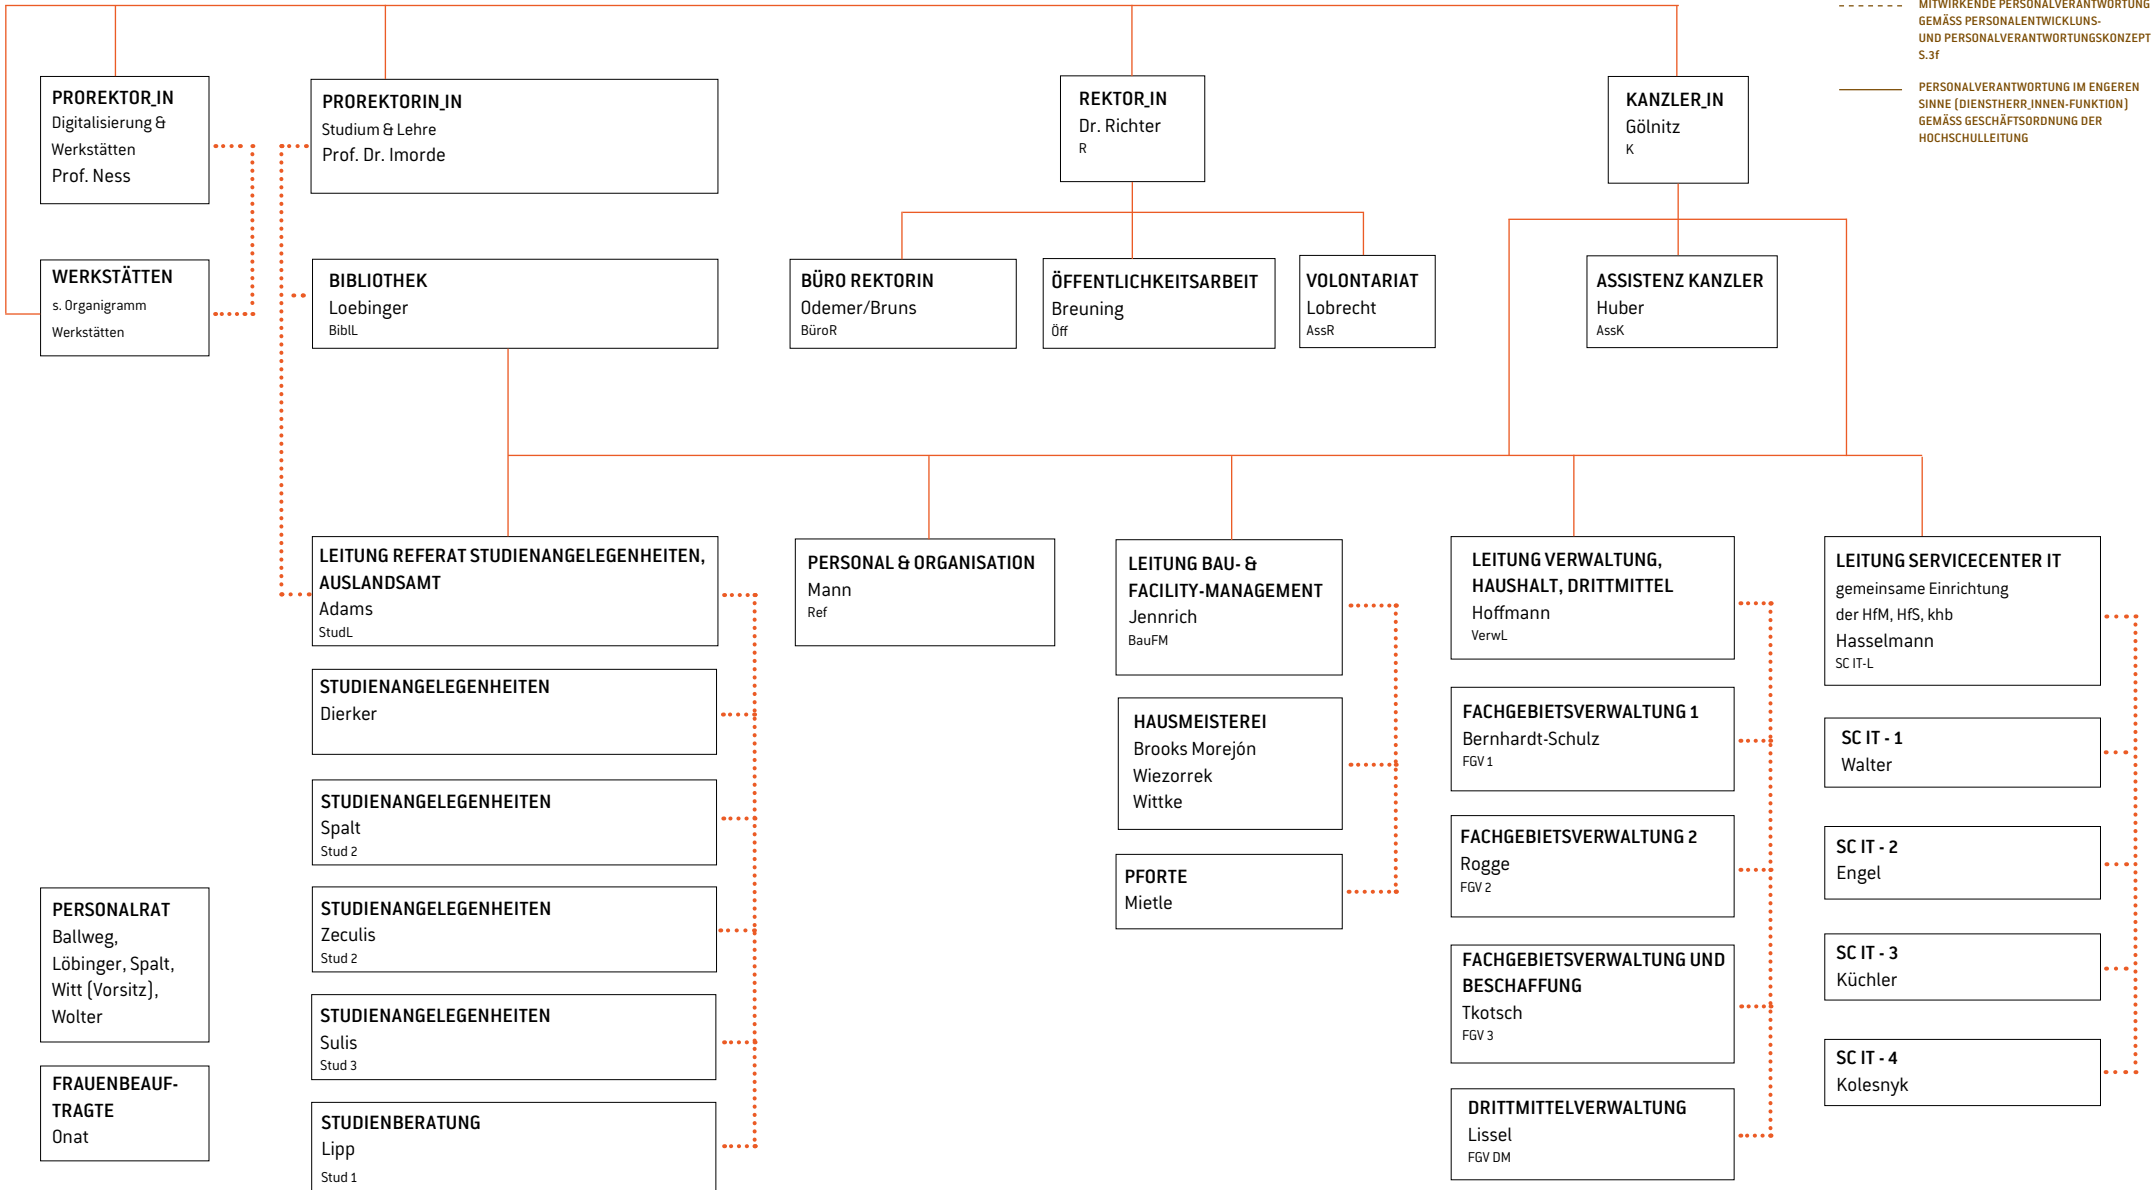 MITWIRKENDE PERSONALVERANTWORTUNG
GEMÄSS PERSONALENTWICKLUNS-
UND PERSONALVERANTWORTUNGSKONZEPT
S.3f
PERSONALVERANTWORTUNG IM ENGEREN
SINNE (DIENSTHERR_INNEN-FUNKTION)
GEMÄSS GESCHÄFTSORDNUNG DER
HOCHSCHULLEITUNG
PROREKTOR_IN
Digitalisierung &
Werkstätten
Prof. Ness
PROREKTORIN_IN
Studium & Lehre
Prof. Dr. Imorde
REKTOR_IN
Dr. Richter
R
KANZLER_IN
Gölnitz
K
WERKSTÄTTEN
s. Organigramm
Werkstätten
BIBLIOTHEK
Loebinger
BiblL
BÜRO REKTORIN
Odemer/Bruns
BüroR
ÖFFENTLICHKEITSARBEIT
Breuning
Öff
VOLONTARIAT
Lobrecht
AssR
ASSISTENZ KANZLER
Huber
AssK
LEITUNG REFERAT STUDIENANGELEGENHEITEN,
AUSLANDSAMT
Adams
StudL
STUDIENANGELEGENHEITEN
Dierker
STUDIENANGELEGENHEITEN
Spalt
Stud 2
STUDIENANGELEGENHEITEN
Zeculis
Stud 2
STUDIENANGELEGENHEITEN
Sulis
Stud 3
STUDIENBERATUNG
Lipp
Stud 1
PERSONAL & ORGANISATION
Mann
Ref
LEITUNG BAU- &
FACILITY-MANAGEMENT
Jennrich
BauFM
HAUSMEISTEREI
Brooks Morejón
Wiezorrek
Wittke
PFORTE
Mietle
LEITUNG VERWALTUNG,
HAUSHALT, DRITTMITTEL
Hoffmann
VerwL
FACHGEBIETSVERWALTUNG 1
Bernhardt-Schulz
FGV 1
FACHGEBIETSVERWALTUNG 2
Rogge
FGV 2
FACHGEBIETSVERWALTUNG UND
BESCHAFFUNG
Tkotsch
FGV 3
DRITTMITTELVERWALTUNG
Lissel
FGV DM
LEITUNG SERVICECENTER IT
gemeinsame Einrichtung
der HfM, HfS, khb
Hasselmann
SC IT-L
SC IT - 1
Walter
SC IT - 2
Engel
SC IT - 3
Küchler
SC IT - 4
Kolesnyk
PERSONALRAT
Ballweg,
Löbinger, Spalt,
Witt (Vorsitz),
Wolter
FRAUENBEAUF-
TRAGTE
Onat